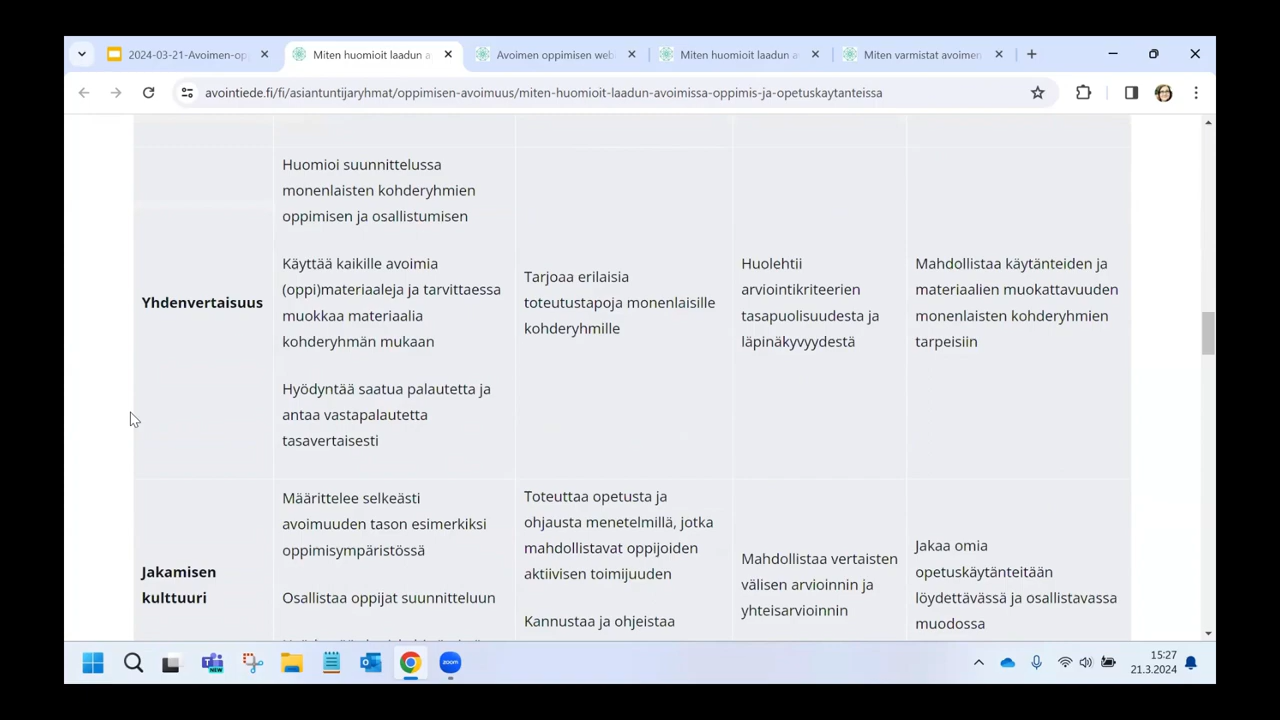 2024-03-21-Avoimen-op
Miten huomioit laadun a
Avoimen oppimisen web
Miten huomioit laadun a
Miten varmistat avoimen
avointiede.fi/fi/asiantuntijaryhmat/oppimisen-avoimuus/miten-huomioit-laadun-avoimissa-oppimis-ja-opetuskaytanteissa
Yhdenvertaisuus
Huomioi suunnittelussa
monenlaisten kohderyhmien
oppimisen ja osallistumisen
Käyttää kaikille avoimia
(oppi)materiaaleja ja tarvittaessa
muokkaa materiaalia
kohderyhmän mukaan
Hyödyntää saatua palautetta ja
antaa vastapalautetta
tasavertaisesti
Tarjoaa erilaisia
toteutustapoja monenlaisille
kohderyhmille
Huolehtii
arviointikriteerien
tasapuolisuudesta ja
läpinäkyvyydestä
Mahdollistaa käytänteiden ja
materiaalien muokattavuuden
monenlaisten kohderyhmien
tarpeisiin
Jakamisen
kulttuuri
Määrittelee selkeästi
avoimuuden tason esimerkiksi
oppimisympäristössä
Osallistaa oppijat suunnitteluun
Toteuttaa opetusta ja
ohjausta menetelmillä, jotka
mahdollistavat oppijoiden
aktiivisen toimijuuden
Kannustaa ja ohjeistaa
Mahdollistaa vertaisten
välisen arvioinnin ja
yhteisarvioinnin
Jakaa omia
opetuskäytänteitään
löydettävässä ja osallistavassa
muodossa
NEW
zoom
15:27
21.3.2024